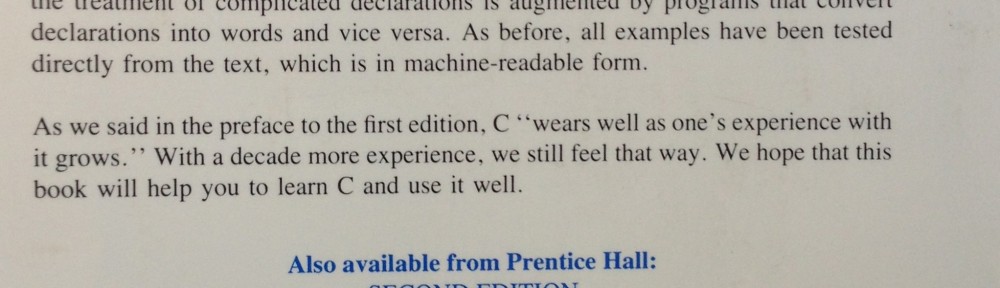 the treatment of complicated declarations is augmented by programs that convert
declarations into words and vice versa. As before, all examples have been tested
directly from the text, which is in machine-readable form.
As we said in the preface to the first edition, C ‘‘wears well as one’s experience with
it grows.’’ With a decade more experience, we still feel that way. We hope that this
book will help you to learn C and use it well.
Also available from Prentice Hall:
SECOND EDITION